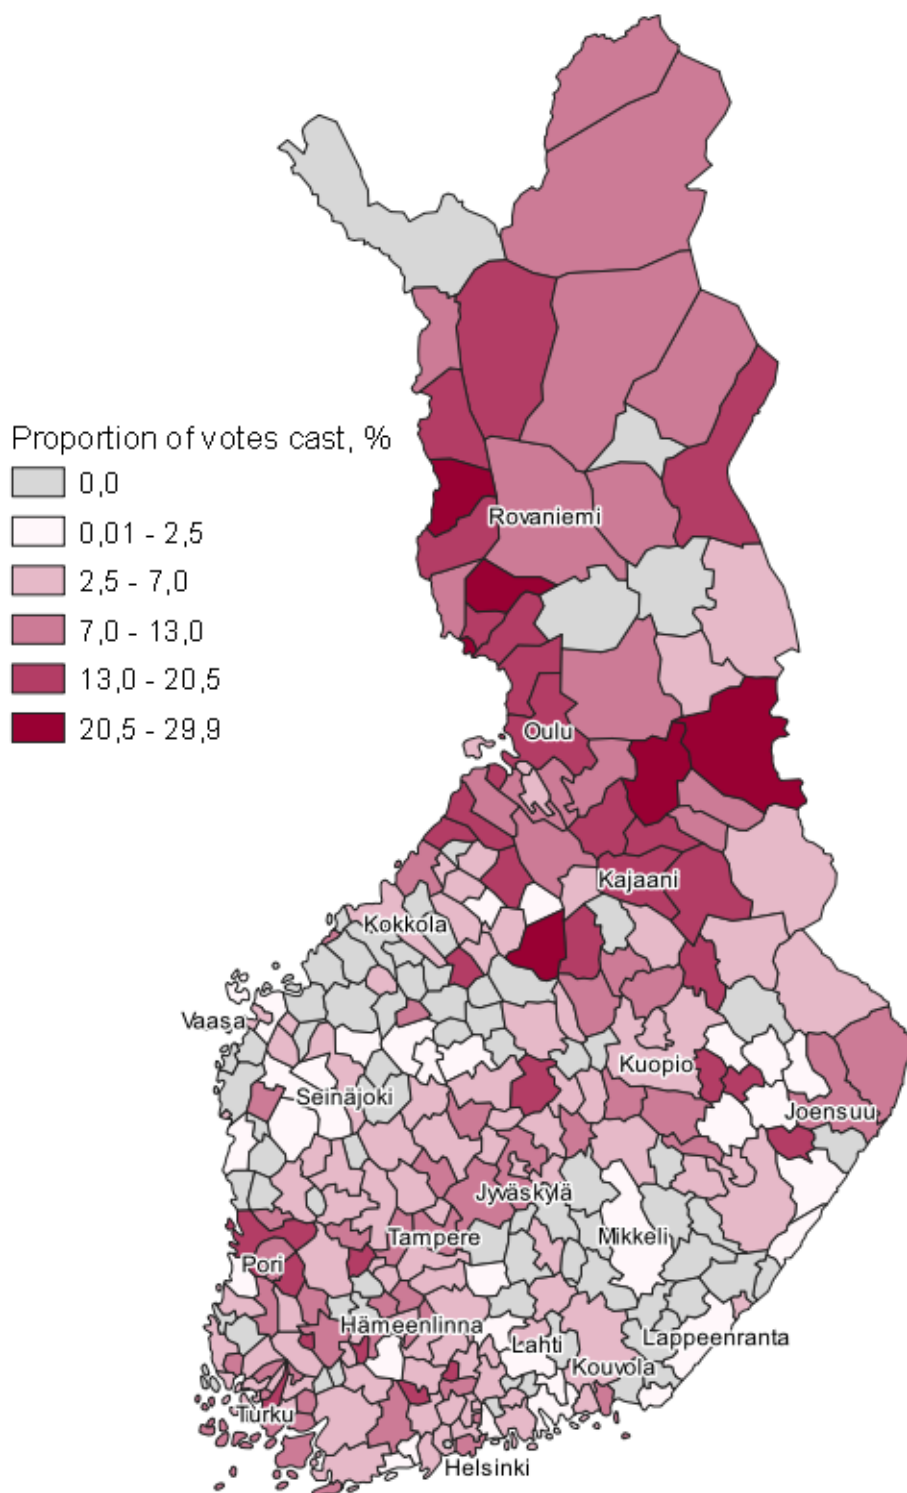 Proportion of votes cast, %
0,0
0,01 - 2,5
2,5 - 7,0
7,0 - 13,0
13,0 - 20,5
20,5 - 29,9
Rovaniemi
Oulu
Kajaani
Kokkola
Vaasa
Kuopio
Seinäjoki
Joensuu
Jyväskylä
Tampere
Mikkeli
Pori
Hämeenlinna
Lahti
Lappeenranta
Kouvola
Turku
Helsinki